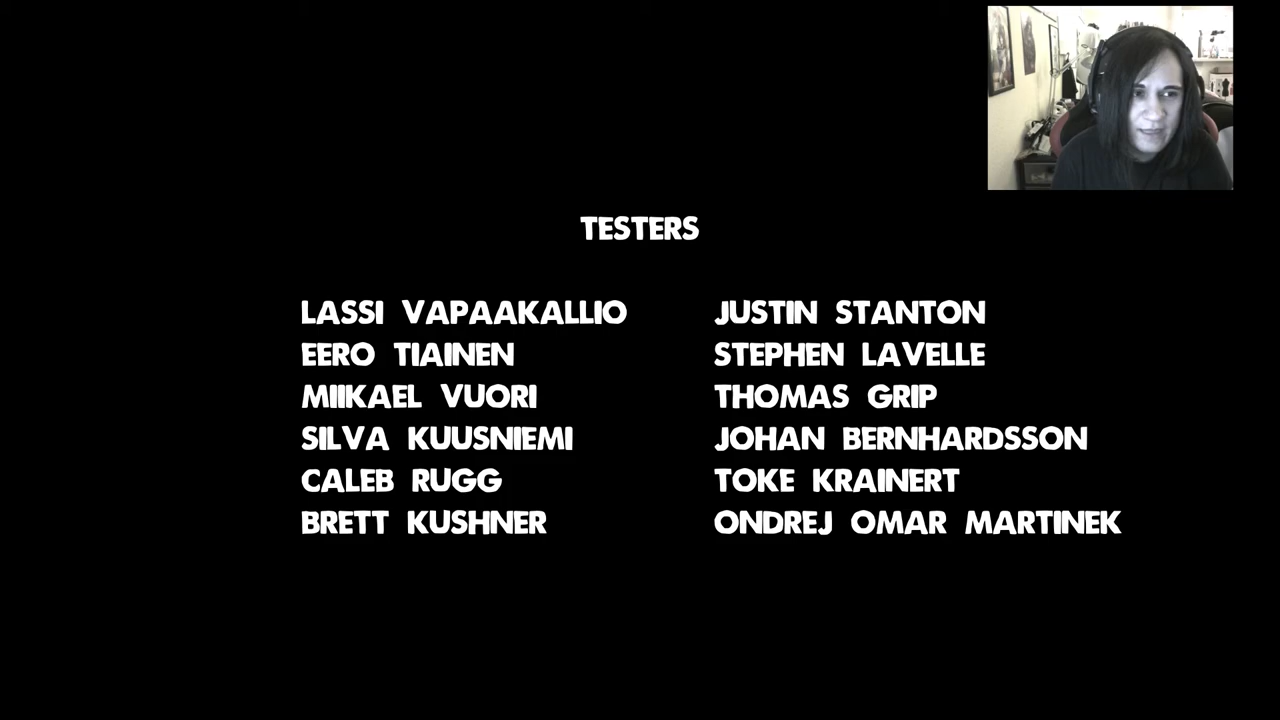 TESTERS
LASSI VAPAAKALLIO
EERO TIAINEN
MIIKAEL VUORI
SILVA KUUSNIEMI
CALEB RUGG
BRETT KUSHNER
JUSTIN STANTON
STEPHEN LAVELLE
THOMAS GRIP
JOHAN BERNHARDSSON
TOKE KRAINERT
ONDREJ OMAR MARTINEK